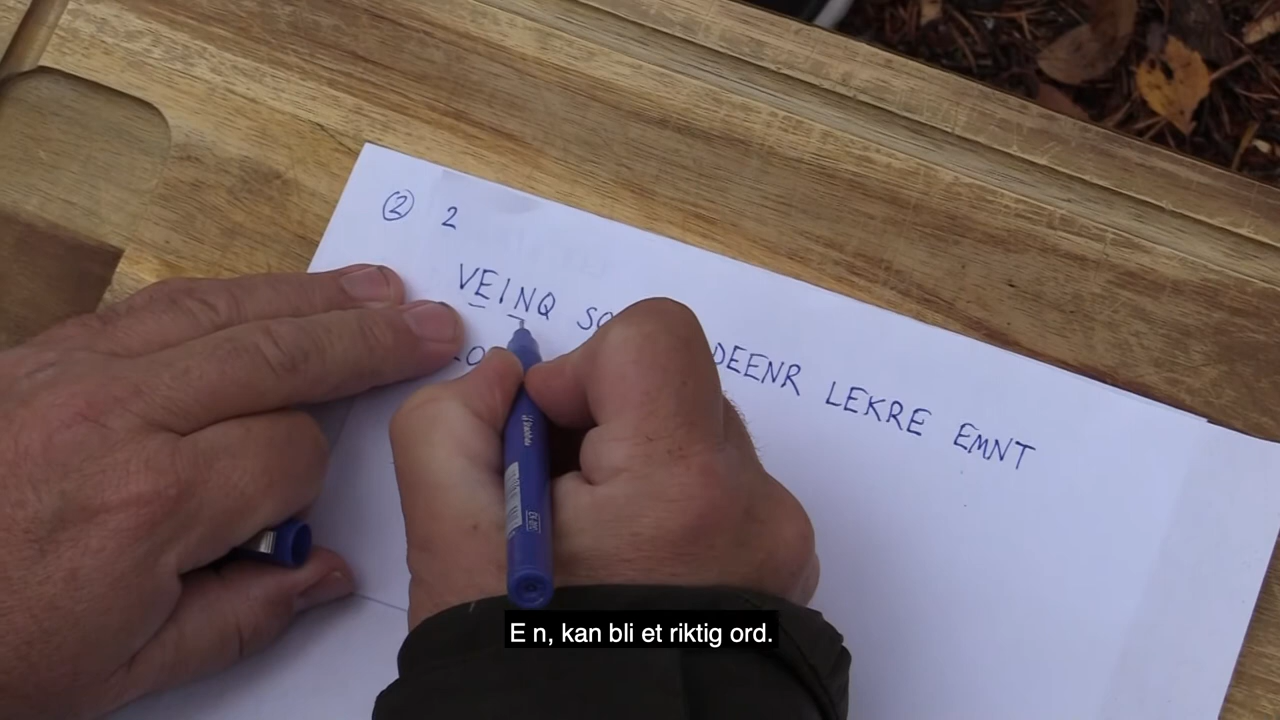 ② 2
VEINQ DEENR LEKRE EMNT
E n, kan bli et riktig ord.